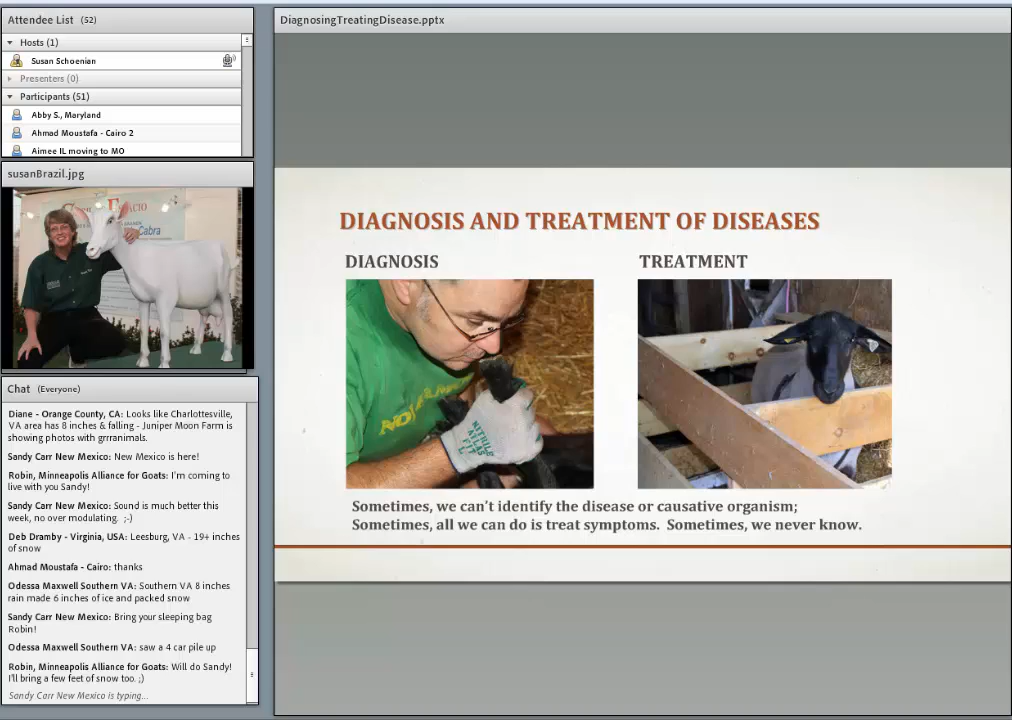 Attendee List (52)
Hosts (1)
Susan Schoenian
Presenters (0)
Participants (51)
Abby S., Maryland
Ahmad Moustafa - Cairo 2
Aimee IL moving to MO
susanBrazil.jpg
Cabra
Chat (Everyone)
Diane - Orange County, CA: Looks like Charlottesville,
VA area has 8 inches & falling - Juniper Moon Farm is
showing photos with grrranimals.
Sandy Carr New Mexico: New Mexico is here!
Robin, Minneapolis Alliance for Goats: I'm coming to
live with you Sandy!
Sandy Carr New Mexico: Sound is much better this
week, no over modulating. ;-)
Deb Dramby - Virginia, USA: Leesburg, VA - 19+ inches
of snow
Ahmad Moustafa - Cairo: thanks
Odessa Maxwell Southern VA: Southern VA 8 inches
rain made 6 inches of ice and packed snow
Sandy Carr New Mexico: Bring your sleeping bag
Robin!
Odessa Maxwell Southern VA: saw a 4 car pile up
Robin, Minneapolis Alliance for Goats: Will do Sandy!
I'll bring a few feet of snow too. ;)
Sandy Carr New Mexico is typing...
DiagnosingTreatingDisease.pptx
DIAGNOSIS AND TREATMENT OF DISEASES
DIAGNOSIS
TREATMENT
NITRILE
ATLAS
FIT
Sometimes, we can't identify the disease or causative organism;
Sometimes, all we can do is treat symptoms. Sometimes, we never know.